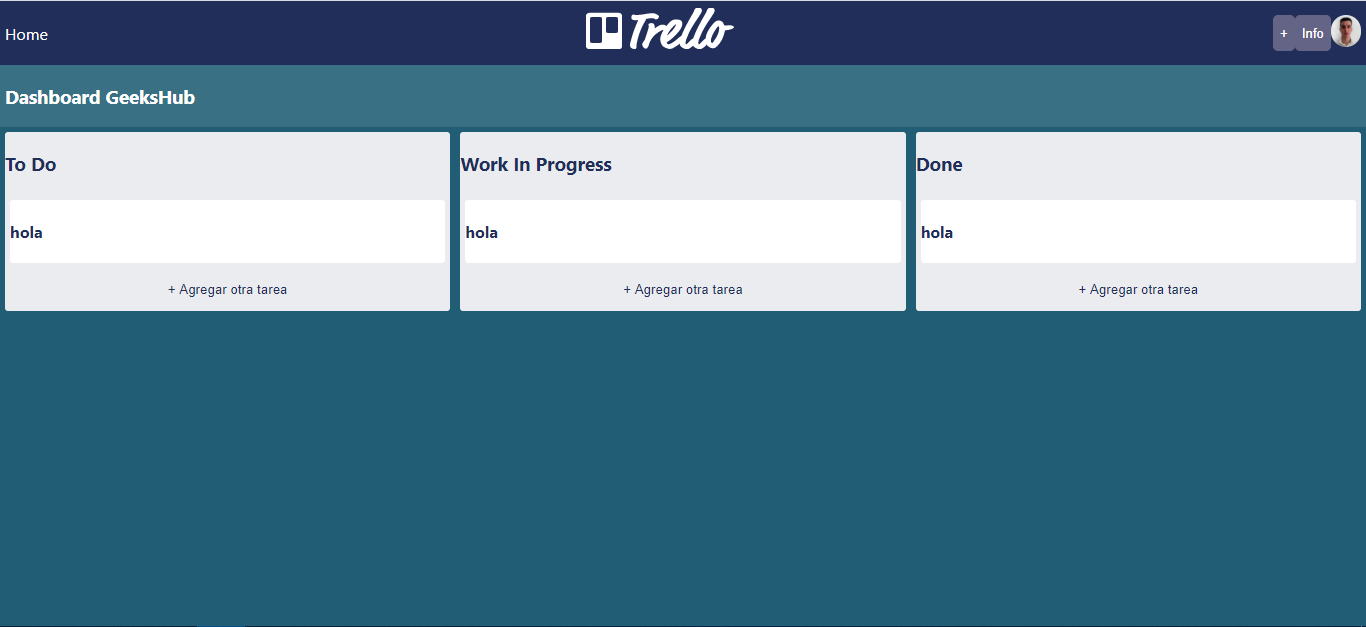 Home
Trello
+ Info
Dashboard GeeksHub
To Do
hola
+ Agregar otra tarea
Work In Progress
hola
+ Agregar otra tarea
Done
hola
+ Agregar otra tarea